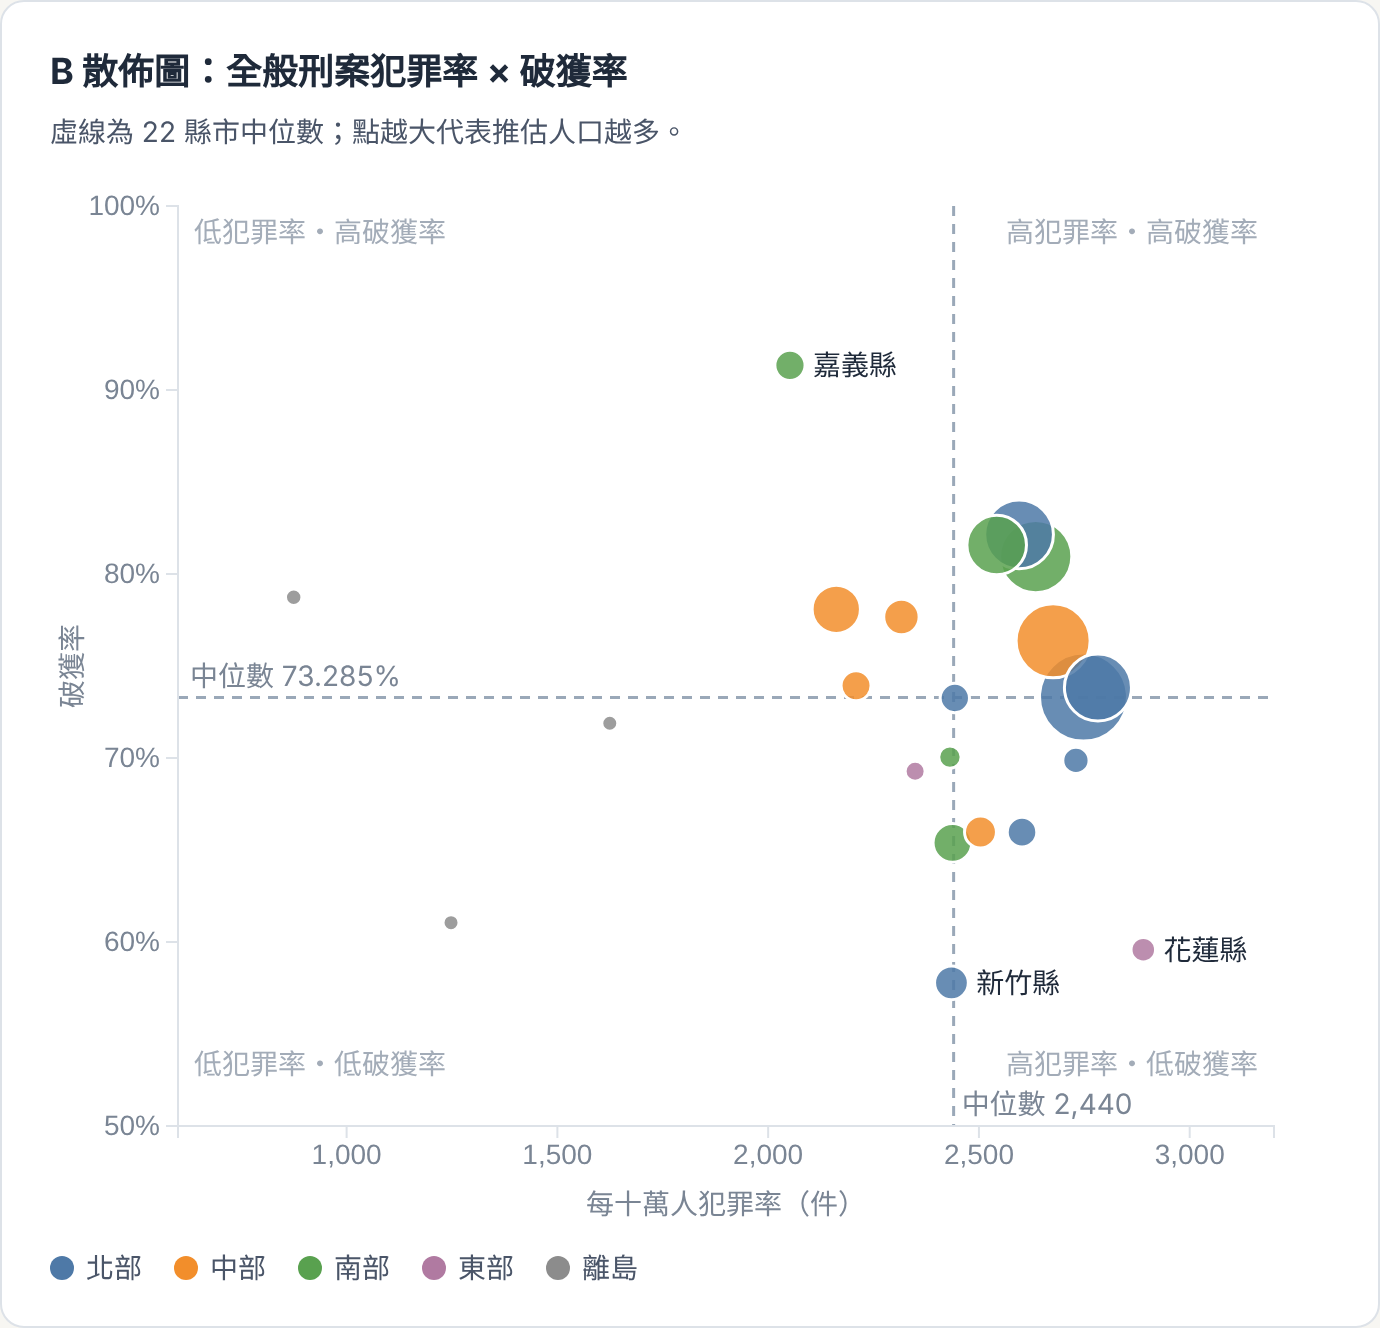 B 散佈圖：全般刑案犯罪率 × 破獲率
虛線為 22 縣市中位數；點越大代表推估人口越多。
100%
低犯罪率・高破獲率
高犯罪率・高破獲率
嘉義縣
90%
80%
破獲率
中位數 73.285%
70%
60%
花蓮縣
新竹縣
低犯罪率・低破獲率
高犯罪率・低破獲率
中位數 2,440
50%
1,000
1,500
2,000
2,500
3,000
每十萬人犯罪率（件）
北部
中部
南部
東部
離島